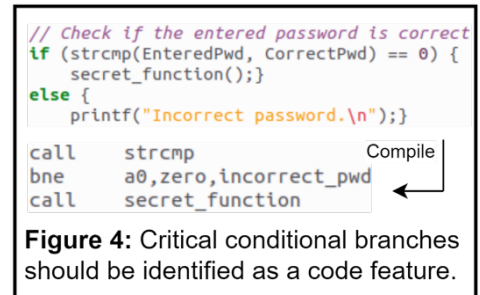 // Check if the entered password is correct
if (strcmp(EnteredPwd, CorrectPwd) == 0) {
    secret_function();}
else {
    printf("Incorrect password.\n");}
Compile
call    strcmp
bne     a0,zero,incorrect_pwd
call    secret_function
Figure 4: Critical conditional branches
should be identified as a code feature.